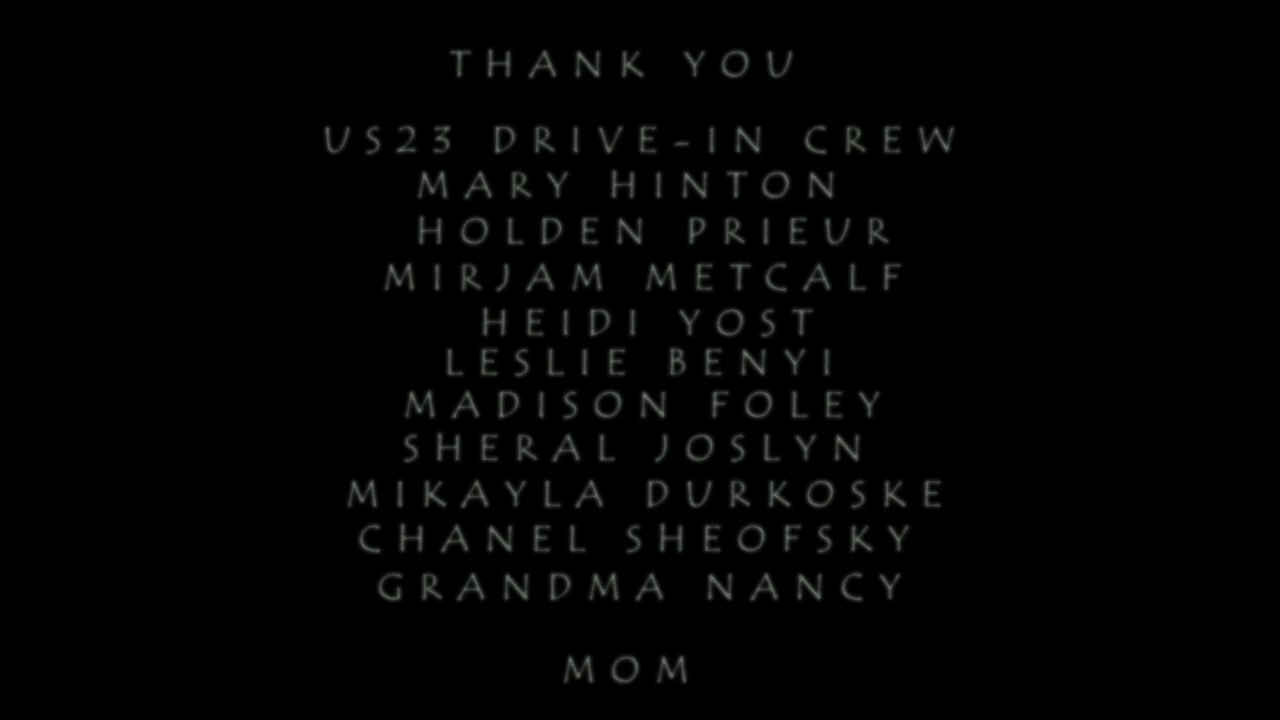 THANK YOU
US23 DRIVE-IN CREW
MARY HINTON
HOLDEN PRIEUR
MIRJAM METCALF
HEIDI YOST
LESLIE BENYI
MADISON FOLEY
SHERAL JOSLYN
MIKAYLA DURKOSKE
CHANEL SHEOFSKY
GRANDMA NANCY
MOM